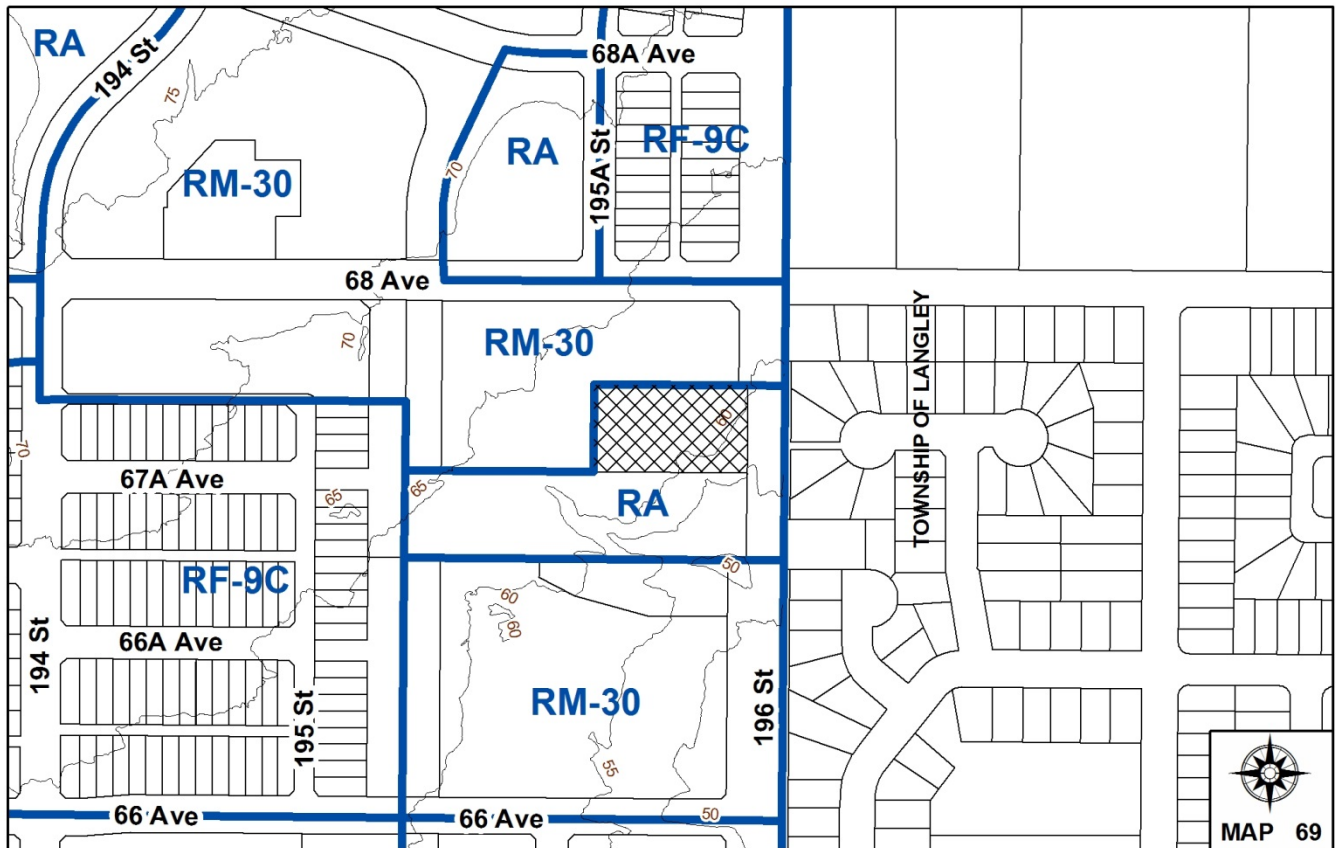 RA
194 St
75
68A Ave
RM-30
70
RA
195A St
RF-9C
68 Ave
70
RM-30
TOWNSHIP OF LANGLEY
60
70
67A Ave
65
65
RA
RF-9C
50
60
60
194 St
66A Ave
195 St
RM-30
196 St
55
66 Ave
66 Ave
50
MAP 69